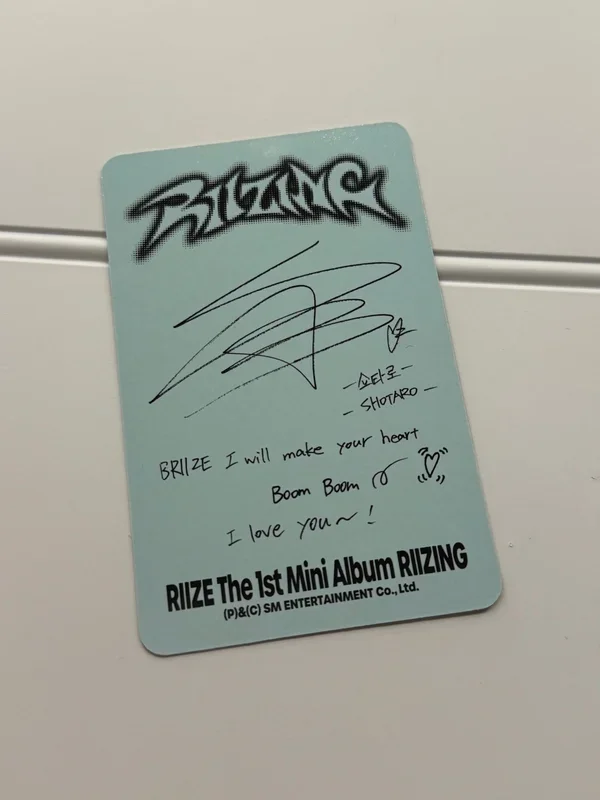 RIIZING
-쇼타로-
- SHOTARO -
BRIIZE I will make your heart
Boom Boom
I love you~!
RIIZE The 1st Mini Album RIIZING
(P)&(C) SM ENTERTAINMENT Co., Ltd.